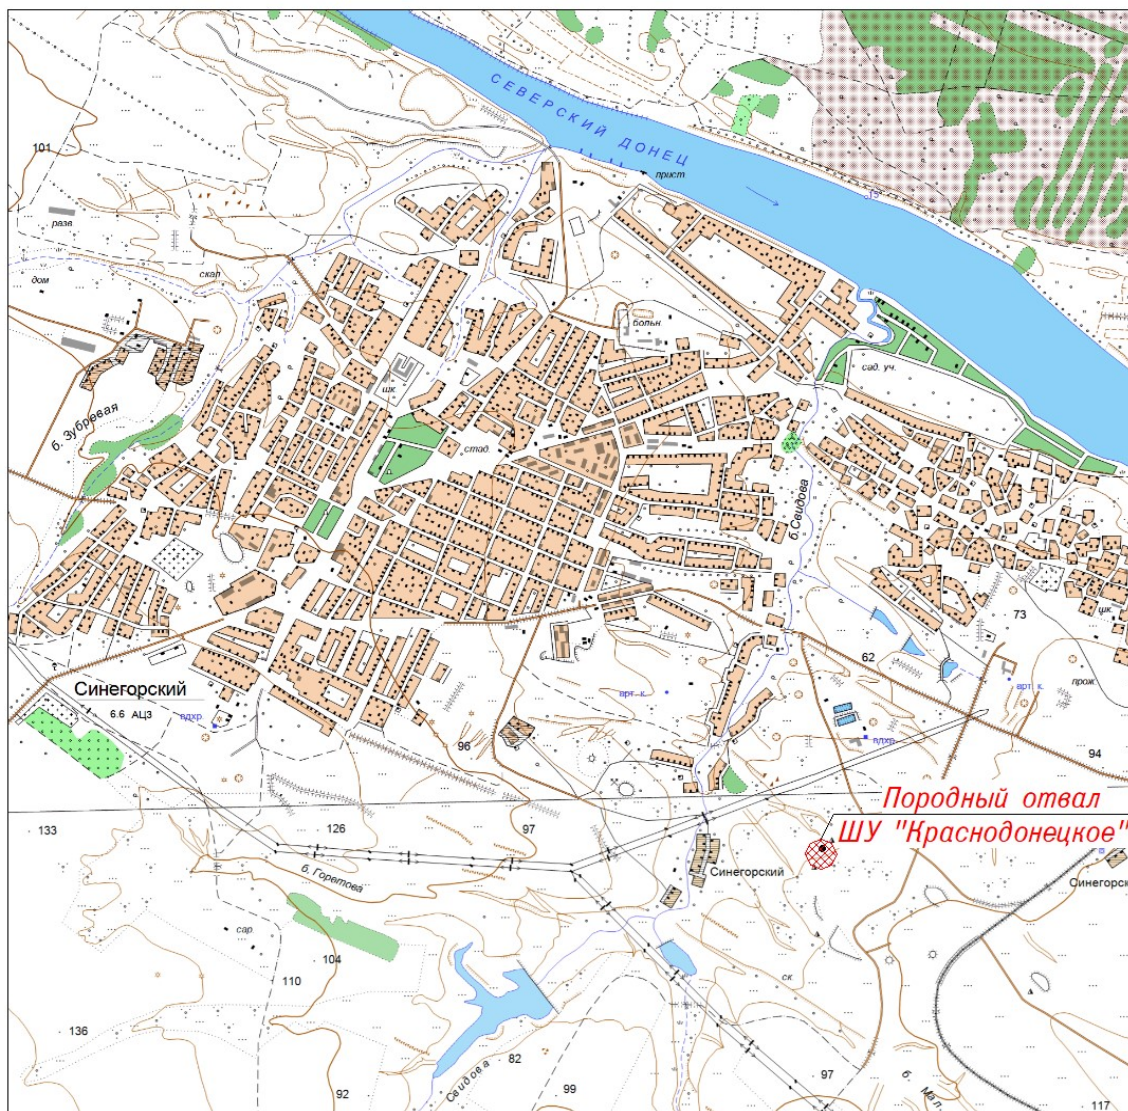 СЕВЕРСКИЙ ДОНЕЦ
прист.
15
101
разв.
скал.
дом
больн.
сад. уч.
шк.
б. Зубревая
стад.
б. Свидова
73
шк.
62
арт. к.
арт. к.
прож.
Синегорский
6.6 АЦЗ
вдхр.
вдхр.
96
94
Породный отвал
ШУ "Краснодонецкое"
133
126
97
б. Горетова
Синегорский
Синегорс
сар.
104
110
ск.
136
82
Свидова
99
97
92
117